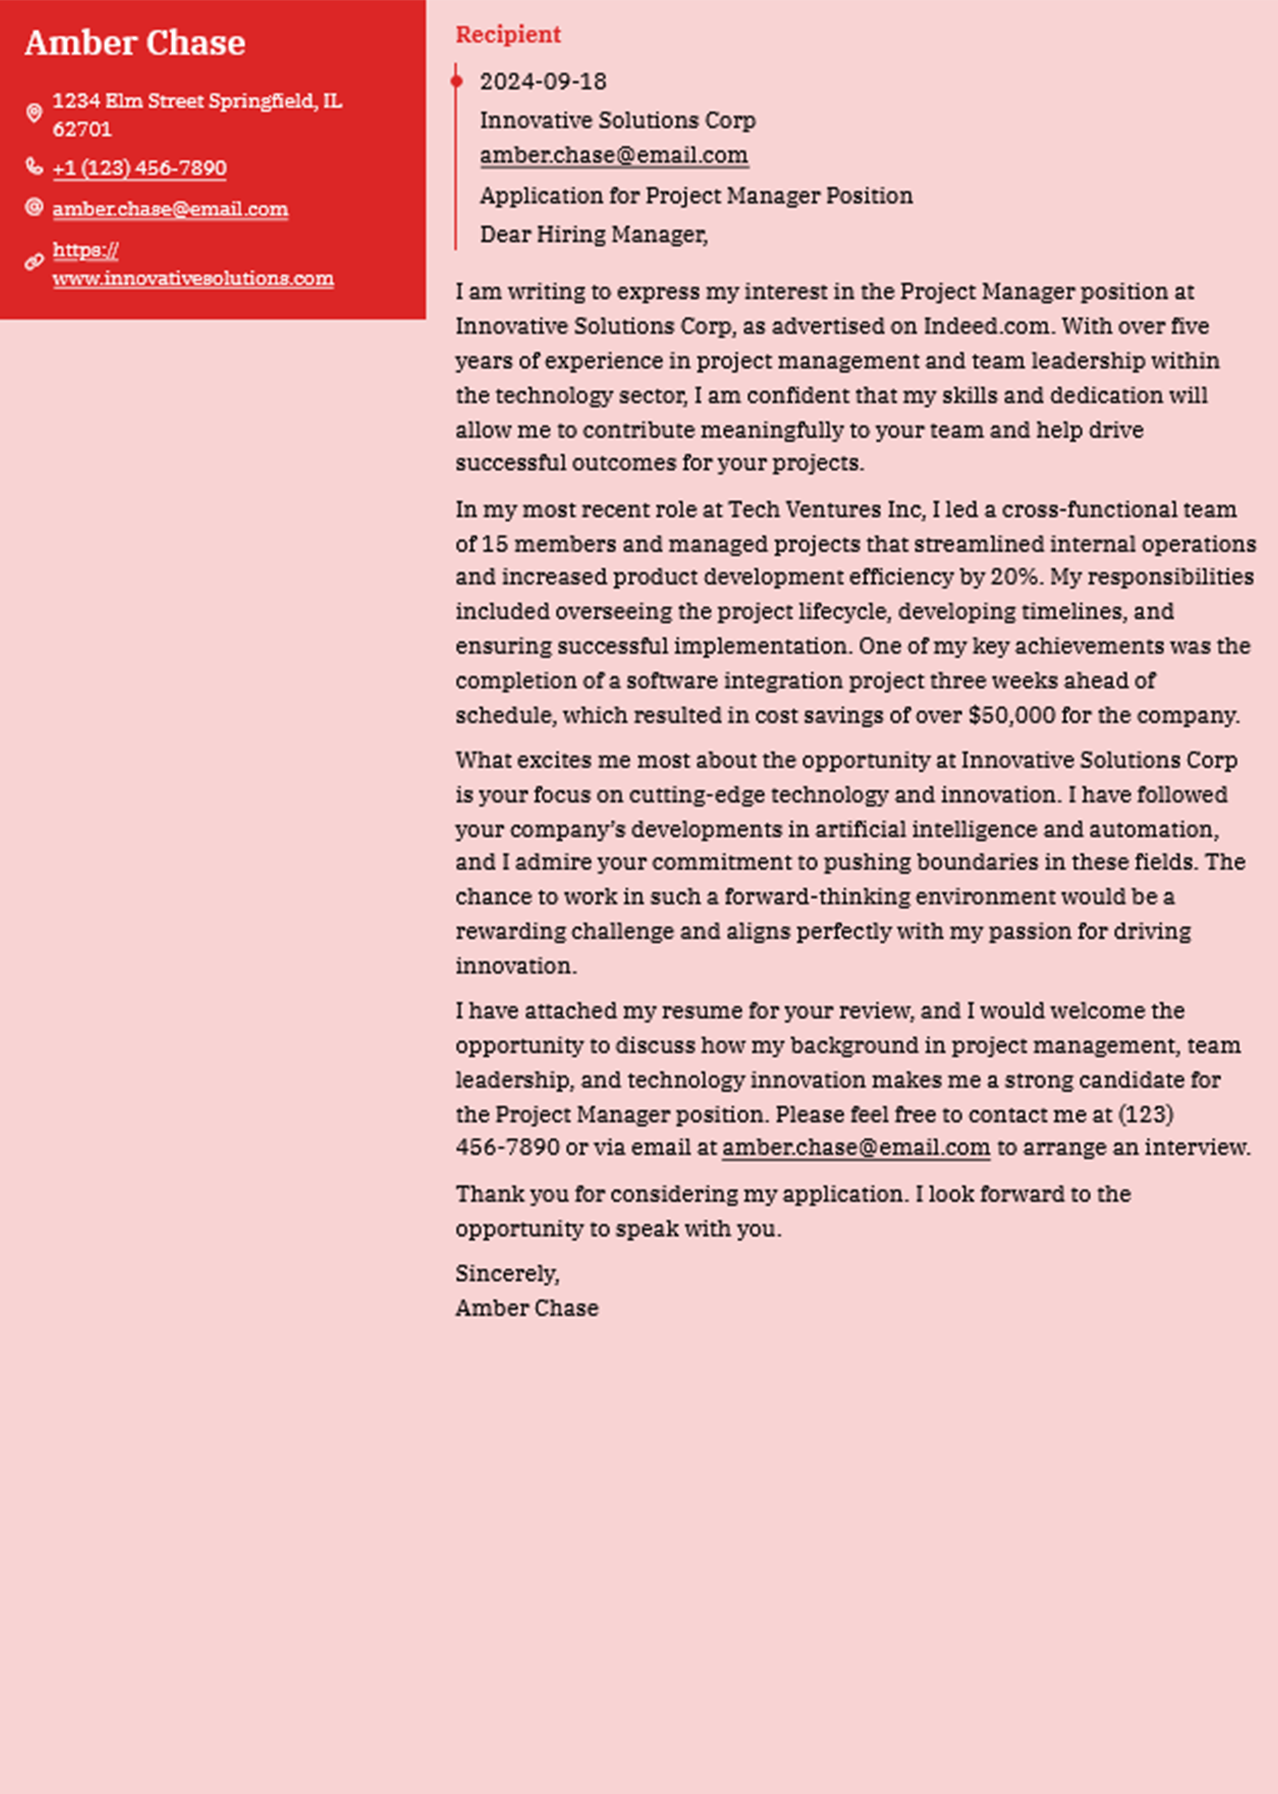 Amber Chase
1234 Elm Street Springfield, IL
62701
+1 (123) 456-7890
amber.chase@email.com
https://
www.innovativesolutions.com
Recipient
2024-09-18
Innovative Solutions Corp
amber.chase@email.com
Application for Project Manager Position
Dear Hiring Manager,
I am writing to express my interest in the Project Manager position at
Innovative Solutions Corp, as advertised on Indeed.com. With over five
years of experience in project management and team leadership within
the technology sector, I am confident that my skills and dedication will
allow me to contribute meaningfully to your team and help drive
successful outcomes for your projects.
In my most recent role at Tech Ventures Inc, I led a cross-functional team
of 15 members and managed projects that streamlined internal operations
and increased product development efficiency by 20%. My responsibilities
included overseeing the project lifecycle, developing timelines, and
ensuring successful implementation. One of my key achievements was the
completion of a software integration project three weeks ahead of
schedule, which resulted in cost savings of over $50,000 for the company.
What excites me most about the opportunity at Innovative Solutions Corp
is your focus on cutting-edge technology and innovation. I have followed
your company’s developments in artificial intelligence and automation,
and I admire your commitment to pushing boundaries in these fields. The
chance to work in such a forward-thinking environment would be a
rewarding challenge and aligns perfectly with my passion for driving
innovation.
I have attached my resume for your review, and I would welcome the
opportunity to discuss how my background in project management, team
leadership, and technology innovation makes me a strong candidate for
the Project Manager position. Please feel free to contact me at (123)
456-7890 or via email at amber.chase@email.com to arrange an interview.
Thank you for considering my application. I look forward to the
opportunity to speak with you.
Sincerely,
Amber Chase